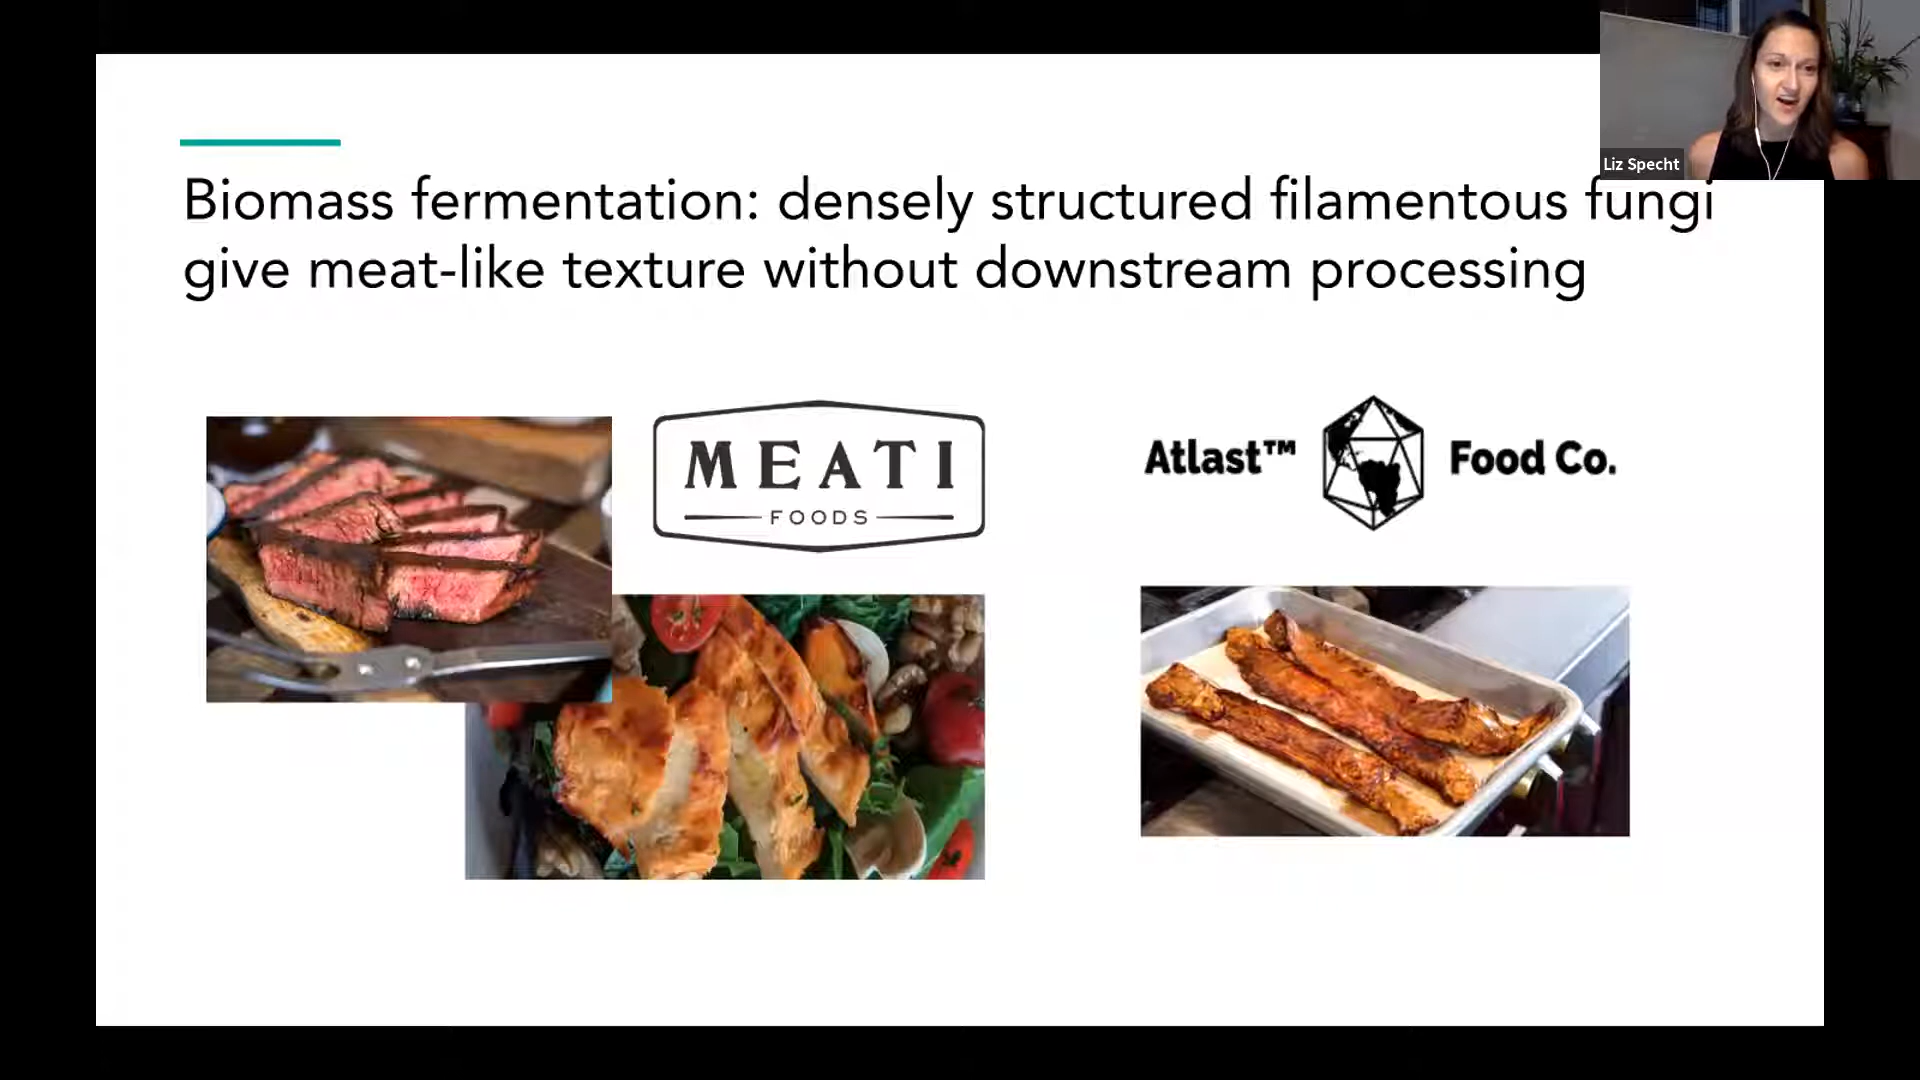 Liz Specht
Biomass fermentation: densely structured filamentous fungi
give meat-like texture without downstream processing
MEATI
FOODS
Atlast™ Food Co.